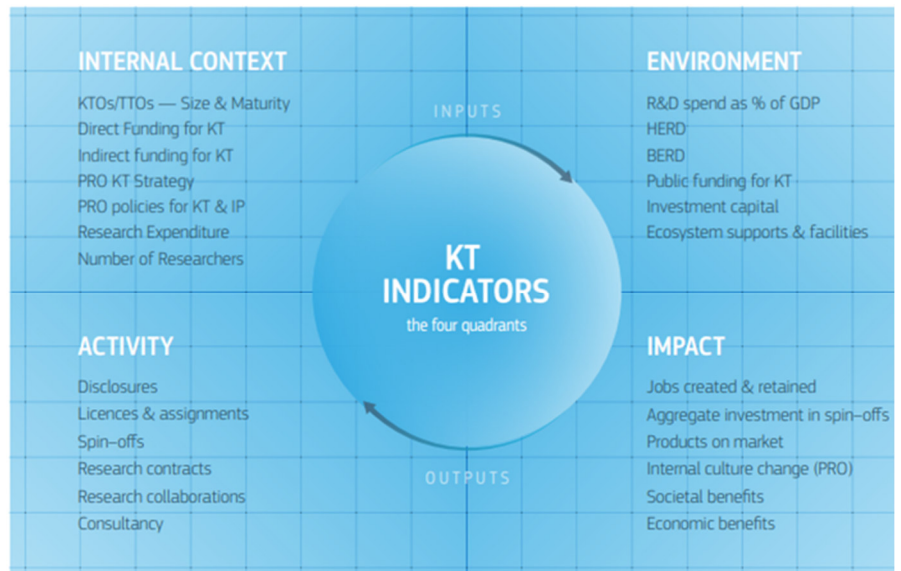 INTERNAL CONTEXT
KTOs/TTOs — Size & Maturity
Direct Funding for KT
Indirect funding for KT
PRO KT Strategy
PRO policies for KT & IP
Research Expenditure
Number of Researchers
INPUTS
ENVIRONMENT
R&D spend as % of GDP
HERD
BERD
Public funding for KT
Investment capital
Ecosystem supports & facilities
KT
INDICATORS
the four quadrants
ACTIVITY
Disclosures
Licences & assignments
Spin-offs
Research contracts
Research collaborations
Consultancy
OUTPUTS
IMPACT
Jobs created & retained
Aggregate investment in spin-offs
Products on market
Internal culture change (PRO)
Societal benefits
Economic benefits